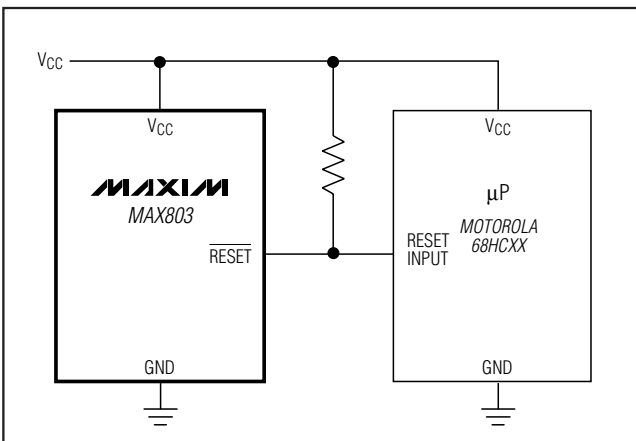 VCC
VCC
MAXIM
MAX803
RESET
GND
VCC
μP
MOTOROLA
68HCXX
RESET
INPUT
GND